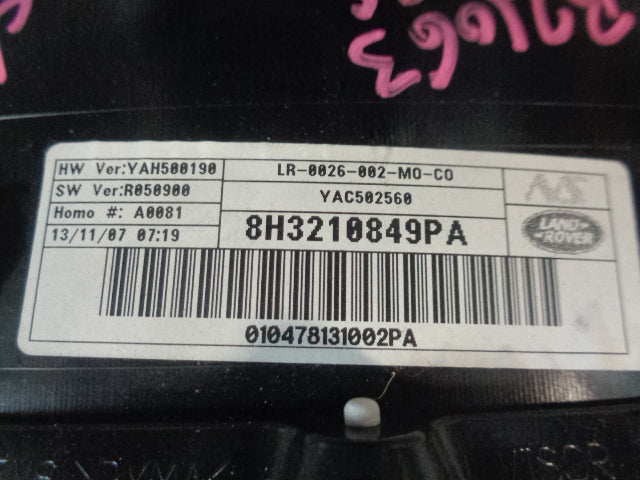 B7063
HW Ver:YAH500190
SW Ver:R050900
Homo #: A0081
13/11/07 07:19
LR-0026-002-MO-CO
YAC502560
8H3210849PA
LAND-
ROVER
010478131002PA